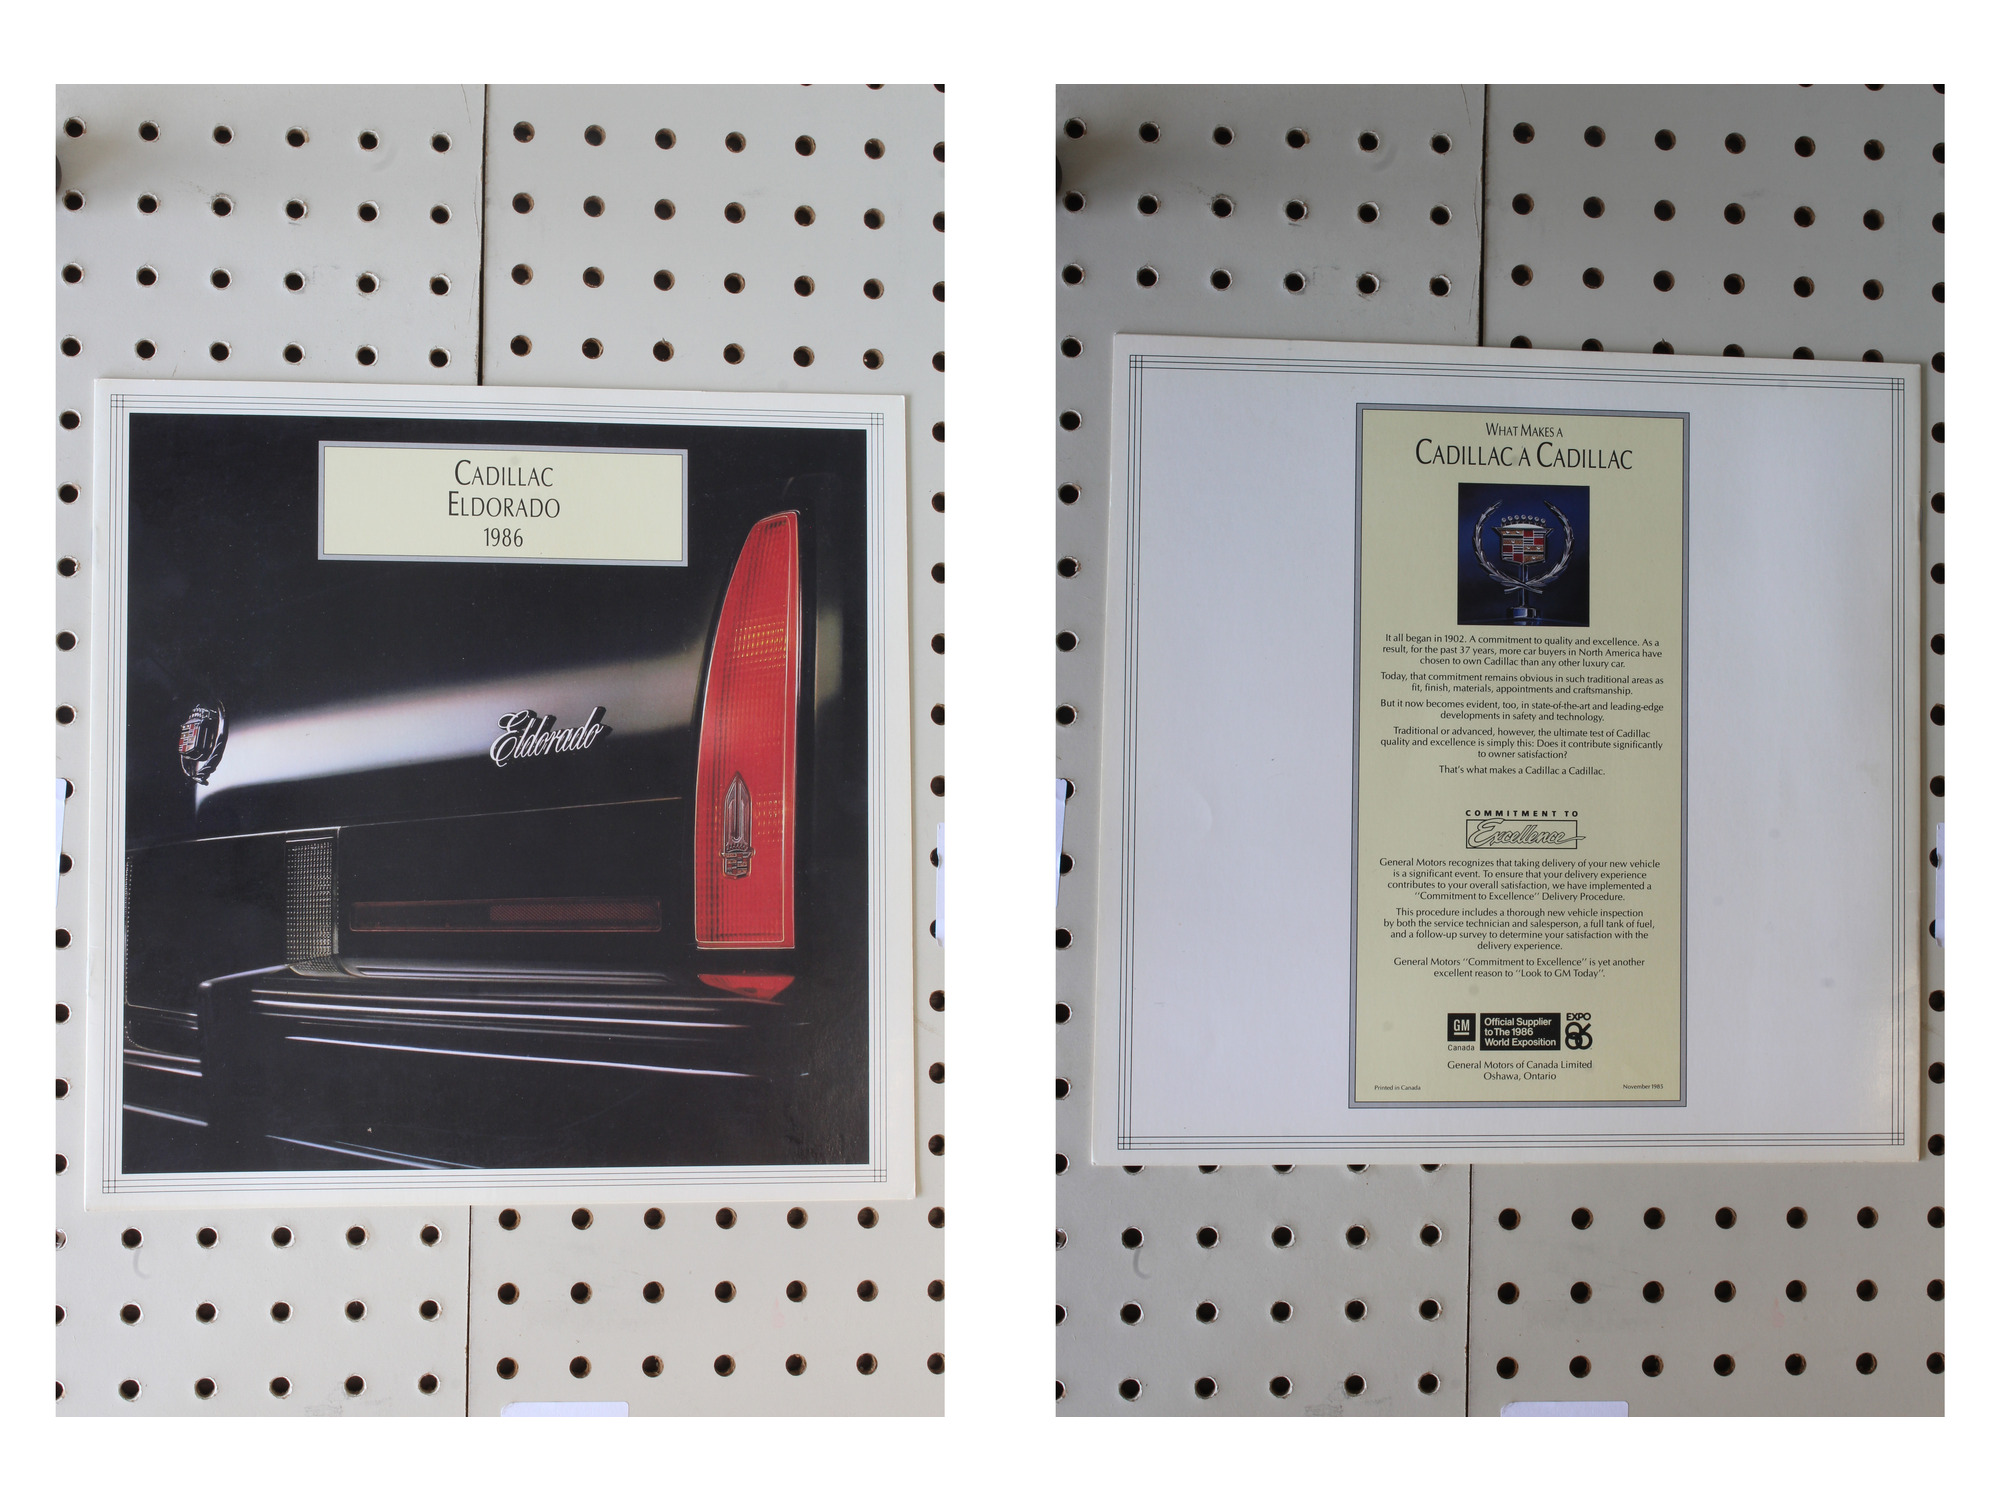 CADILLAC
ELDORADO
1986
Eldorado
WHAT MAKES A
CADILLAC A CADILLAC
It all began in 1902. A commitment to quality and excellence. As a
result, for the past 37 years, more car buyers in North America have
chosen to own Cadillac than any other luxury car.
Today, that commitment remains obvious in such traditional areas as
fit, finish, materials, appointments and craftsmanship.
But it now becomes evident, too, in state-of-the-art and leading-edge
developments in safety and technology.
Traditional or advanced, however, the ultimate test of Cadillac
quality and excellence is simply this: Does it contribute significantly
to owner satisfaction?
That's what makes a Cadillac a Cadillac.
COMMITMENT TO
Excellence
General Motors recognizes that taking delivery of your new vehicle
is a significant event. To ensure that your delivery experience
contributes to your overall satisfaction, we have implemented a
''Commitment to Excellence'' Delivery Procedure.
This procedure includes a thorough new vehicle inspection
by both the service technician and salesperson, a full tank of fuel,
and a follow-up survey to determine your satisfaction with the
delivery experience.
General Motors ''Commitment to Excellence'' is yet another
excellent reason to ''Look to GM Today''.
GM
Canada
Official Supplier
to The 1986
World Exposition
EXPO
86
General Motors of Canada Limited
Oshawa, Ontario
Printed in Canada
November 1985